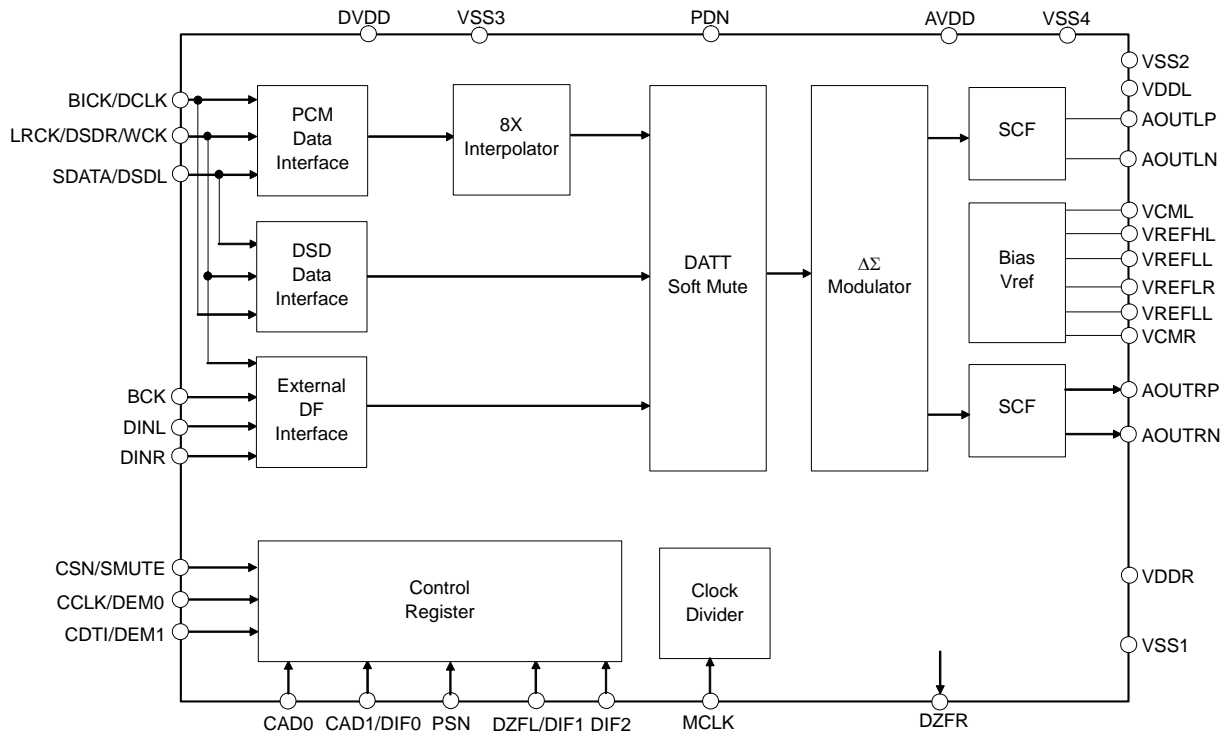 DVDD
VSS3
PDN
AVDD
VSS4
VSS2
VDDL
BICK/DCLK
LRCK/DSDR/WCK
SDATA/DSDL
PCM
Data
Interface
8X
Interpolator
DSD
Data
Interface
External
DF
Interface
BCK
DINL
DINR
DATT
Soft Mute
ΔΣ
Modulator
SCF
AOUTLP
AOUTLN
Bias
Vref
VCML
VREFHL
VREFLL
VREFLR
VREFLL
VCMR
SCF
AOUTRP
AOUTRN
CSN/SMUTE
CCLK/DEM0
CDTI/DEM1
Control
Register
Clock
Divider
VDDR
VSS1
CAD0
CAD1/DIF0
PSN
DZFL/DIF1
DIF2
MCLK
DZFR